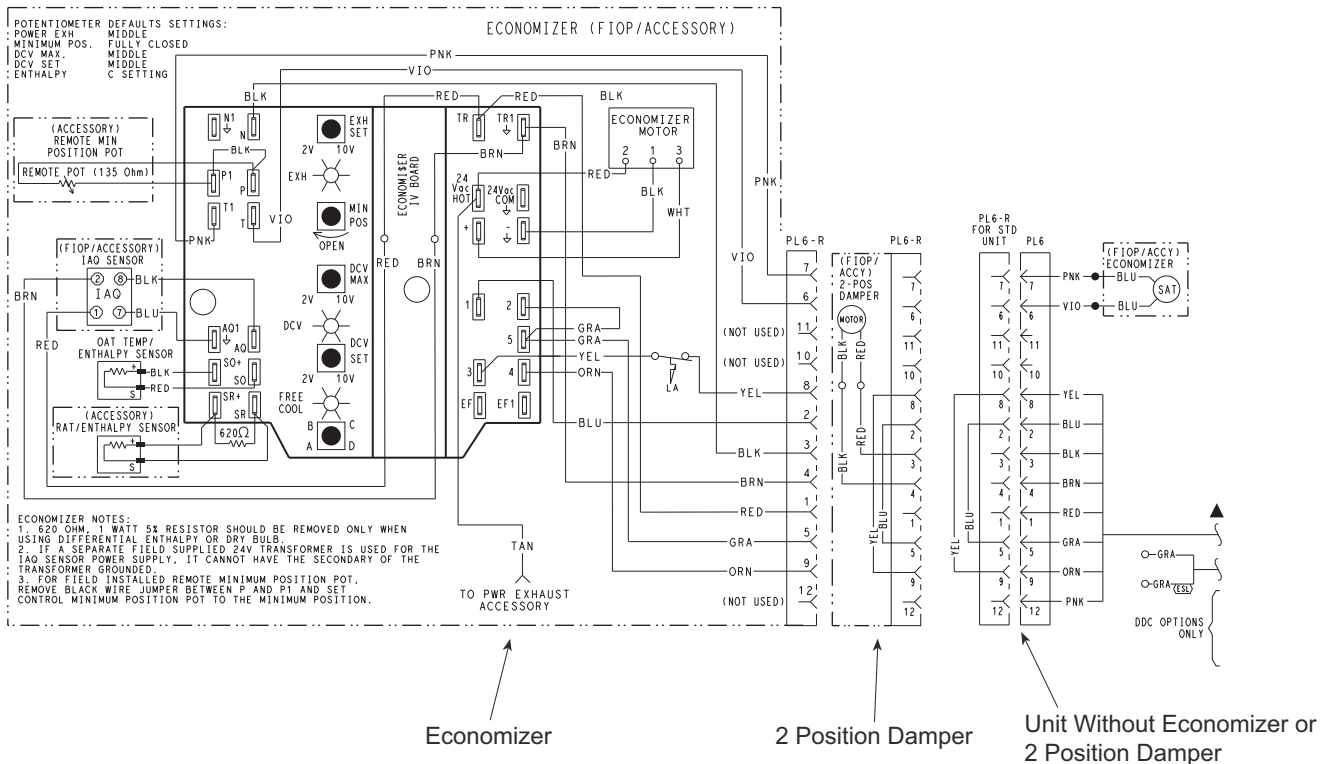 POTENTIOMETER DEFAULTS SETTINGS:
POWER EXH MIDDLE
MINIMUM POS. FULLY CLOSED
DCV MAX. MIDDLE
DCV SET MIDDLE
ENTHALPY C SETTING
ECONOMIZER (FIOP/ACCESSORY)
PNK
VIO
BLK
RED
RED
BLK
(ACCESSORY)
REMOTE MIN
POSITION POT
REMOTE POT (135 Ohm)
N1
N
BLK
P1
P
T1
T
VIO
PNK
EXH
SET
2V 10V
EXH
MIN
POS
OPEN
DCV
MAX
2V 10V
DCV
DCV
SET
2V 10V
FREE
COOL
B C
A D
ECONOMI$ER
IV BOARD
RED
BRN
TR
TR1
BRN
BRN
24
Vac
HOT
24Vac
COM
+
-
1
2
5
3
4
EF
EF1
ECONOMIZER
MOTOR
2 1 3
RED
BLK
WHT
PNK
VIO
GRA
GRA
YEL
ORN
LA
YEL
BLU
BLK
BRN
RED
GRA
ORN
(NOT USED)
(NOT USED)
(NOT USED)
(FIOP/ACCESSORY)
IAQ SENSOR
2 8
IAQ
1 7
BLK
BLU
BRN
RED
OAT TEMP/
ENTHALPY SENSOR
+
S
BLK
RED
(ACCESSORY)
RAT/ENTHALPY SENSOR
+
S
AQ1
AQ
SO+
SO
SR+
SR
620Ω
ECONOMIZER NOTES:
1. 620 OHM, 1 WATT 5% RESISTOR SHOULD BE REMOVED ONLY WHEN
USING DIFFERENTIAL ENTHALPY OR DRY BULB.
2. IF A SEPARATE FIELD SUPPLIED 24V TRANSFORMER IS USED FOR THE
IAQ SENSOR POWER SUPPLY, IT CANNOT HAVE THE SECONDARY OF THE
TRANSFORMER GROUNDED.
3. FOR FIELD INSTALLED REMOTE MINIMUM POSITION POT,
REMOVE BLACK WIRE JUMPER BETWEEN P AND P1 AND SET
CONTROL MINIMUM POSITION POT TO THE MINIMUM POSITION.
TAN
TO PWR EXHAUST
ACCESSORY
PL6-R
7
6
11
10
8
2
3
4
1
5
9
12
(FIOP/
ACCY)
2-POS
DAMPER
MOTOR
BLK
RED
BLK
RED
YEL
BLU
PL6-R
7
6
11
10
8
2
3
4
1
5
9
12
PL6-R
FOR STD
UNIT
YEL
BLU
7
6
11
10
8
2
3
4
1
5
9
12
PL6
7
6
11
10
8
2
3
4
1
5
9
12
PNK
VIO
BLU
BLU
(FIOP/ACCY)
ECONOMIZER
SAT
YEL
BLU
BLK
BRN
RED
GRA
ORN
PNK
GRA
GRA
ESL
DDC OPTIONS
ONLY
Economizer
2 Position Damper
Unit Without Economizer or
2 Position Damper